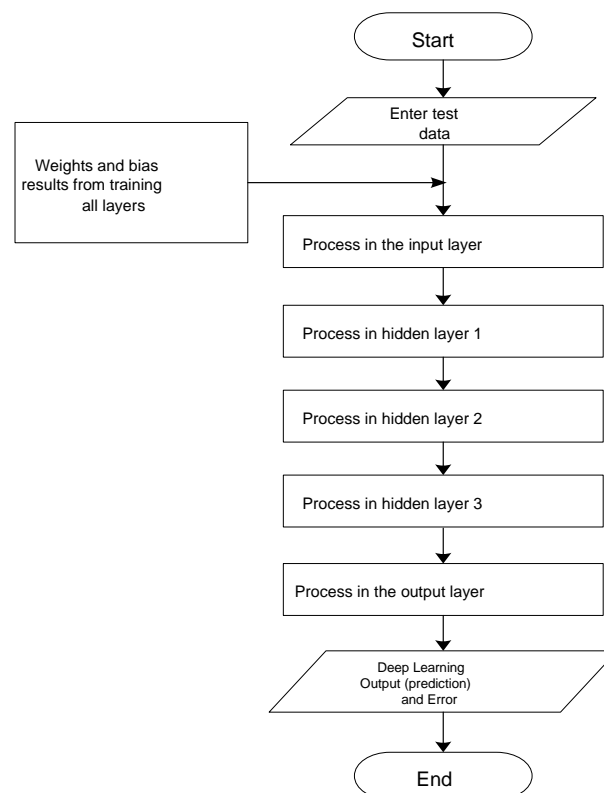 Start
Enter test
data
Weights and bias
results from training
all layers
Process in the input layer
Process in hidden layer 1
Process in hidden layer 2
Process in hidden layer 3
Process in the output layer
Deep Learning
Output (prediction)
and Error
End